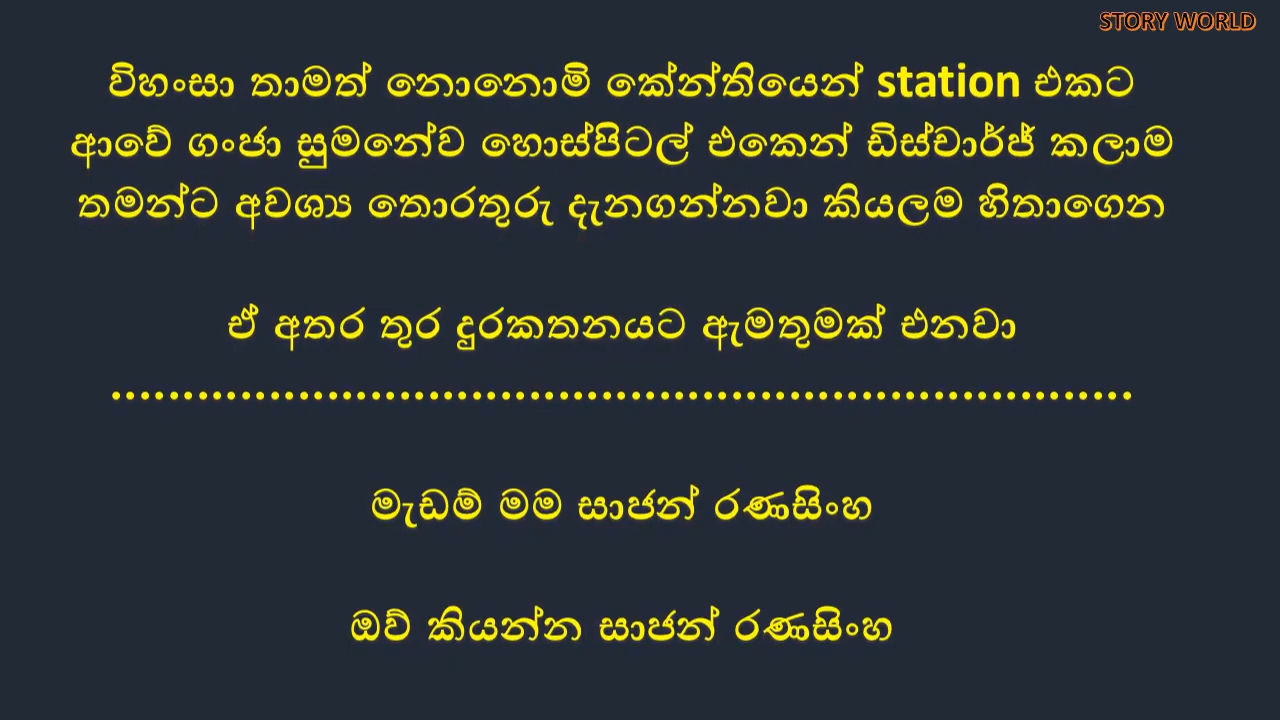 STORY WORLD
විහංසා තාමත් නොනොමි කේන්තියෙන් station එකට
ආවේ ගංජා සුමනේව හොස්පිටල් එකෙන් ඩිස්චාර්ජ් කලාම
තමන්ට අවශ්‍ය තොරතුරු දැනගන්නවා කියලම හිතාගෙන
ඒ අතර තුර දුරකතනයට ඇමතුමක් එනවා
.......................................................................
මැඩම් මම සාජන් රණසිංහ
ඔව් කියන්න සාජන් රණසිංහ